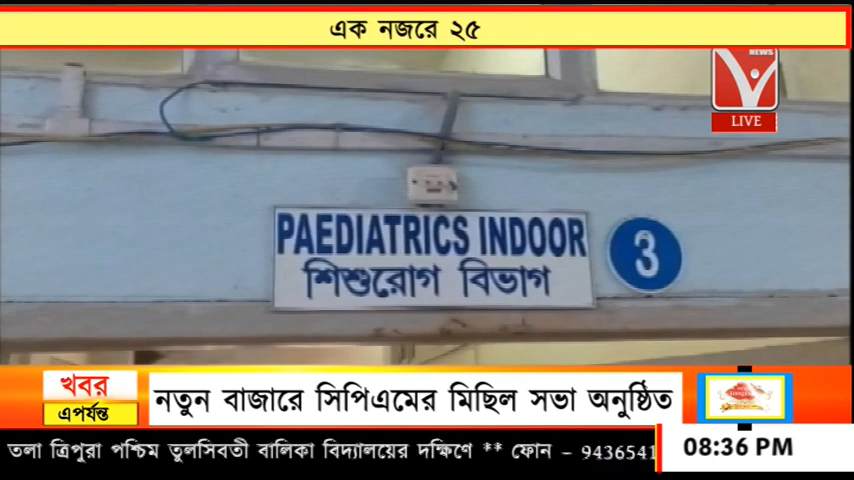 এক নজরে ২৫
NEWS
LIVE
PAEDIATRICS INDOOR
শিশুরোগ বিভাগ
3
খবর
এপর্যন্ত
নতুন বাজারে সিপিএমের মিছিল সভা অনুষ্ঠিত
তলা ত্রিপুরা পশ্চিম তুলসিবতী বালিকা বিদ্যালয়ের দক্ষিণে ** ফোন - 9436541
08:36 PM